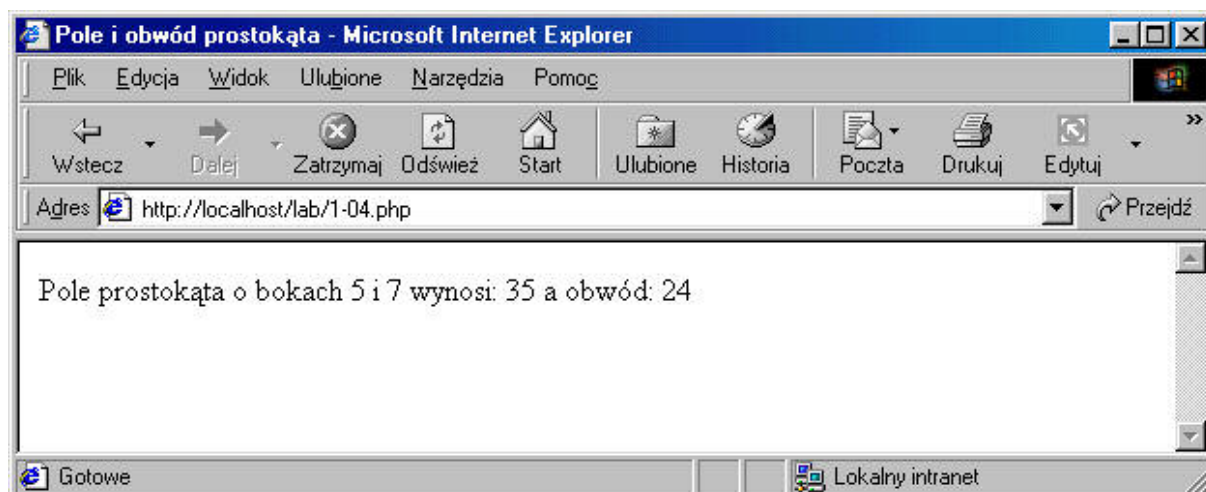 Pole i obwód prostokąta - Microsoft Internet Explorer
Plik Edycja Widok Ulubione Narzędzia Pomoc
Wstecz Dalej Zatrzymaj Odśwież Start Ulubione Historia Poczta Drukuj Edytuj »
Adres http://localhost/lab/1-04.php Przejdź
Pole prostokąta o bokach 5 i 7 wynosi: 35 a obwód: 24
Gotowe Lokalny intranet